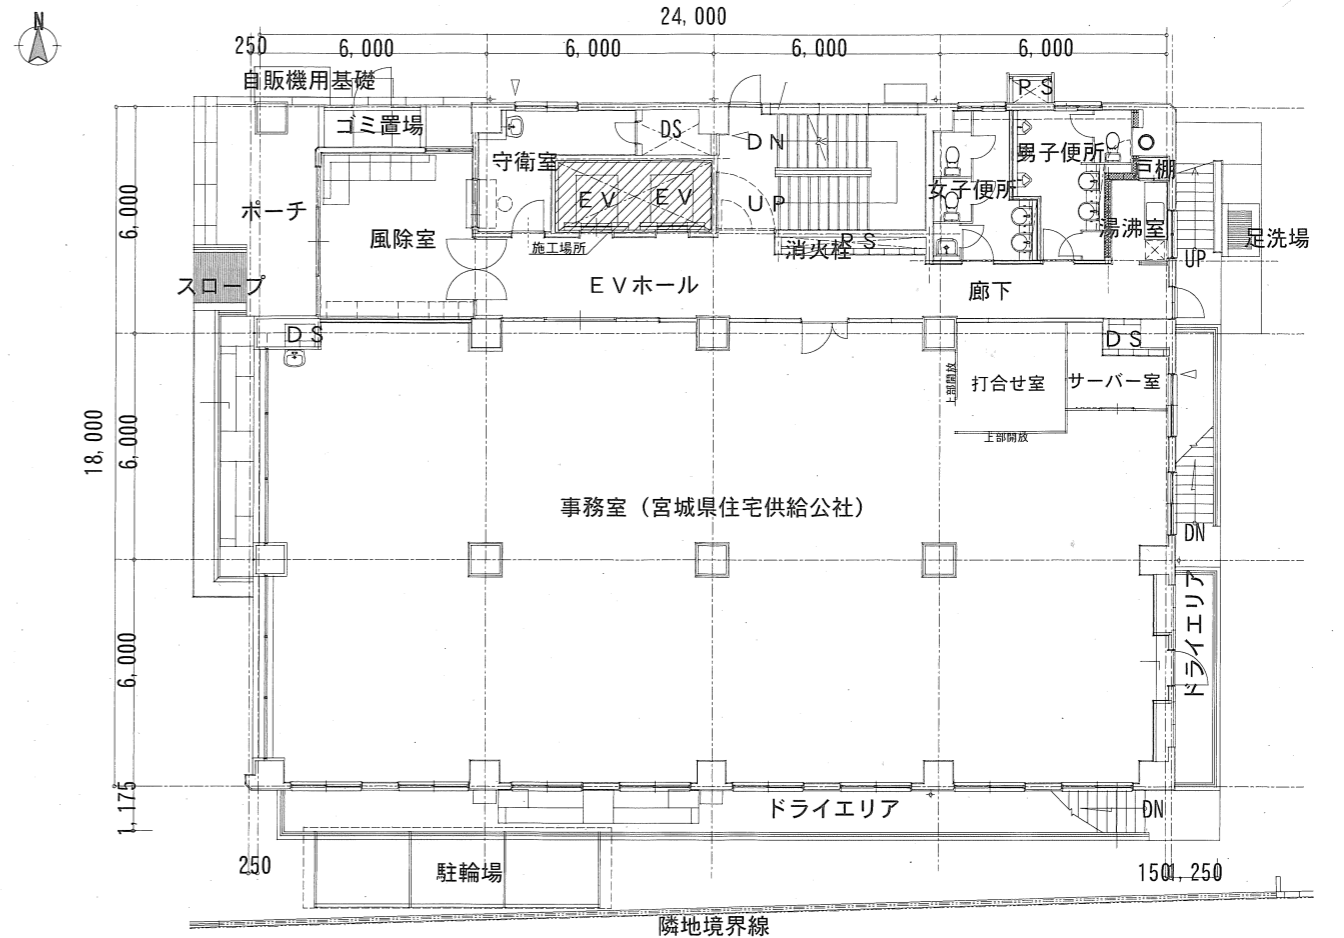 N
24,000
250
6,000
6,000
6,000
6,000
自販機用基礎
PS
ゴミ置場
DS
DN
守衛室
男子便所
戸棚
女子便所
EV
EV
UP
6,000
ポーチ
風除室
湯沸室
足洗場
施工場所
消火栓
PS
UP
スロープ
EVホール
廊下
DS
DS
上部開放
打合せ室
サーバー室
上部開放
18,000
6,000
事務室（宮城県住宅供給公社）
DN
ドライエリア
6,000
1,175
ドライエリア
DN
250
駐輪場
150
1,250
隣地境界線